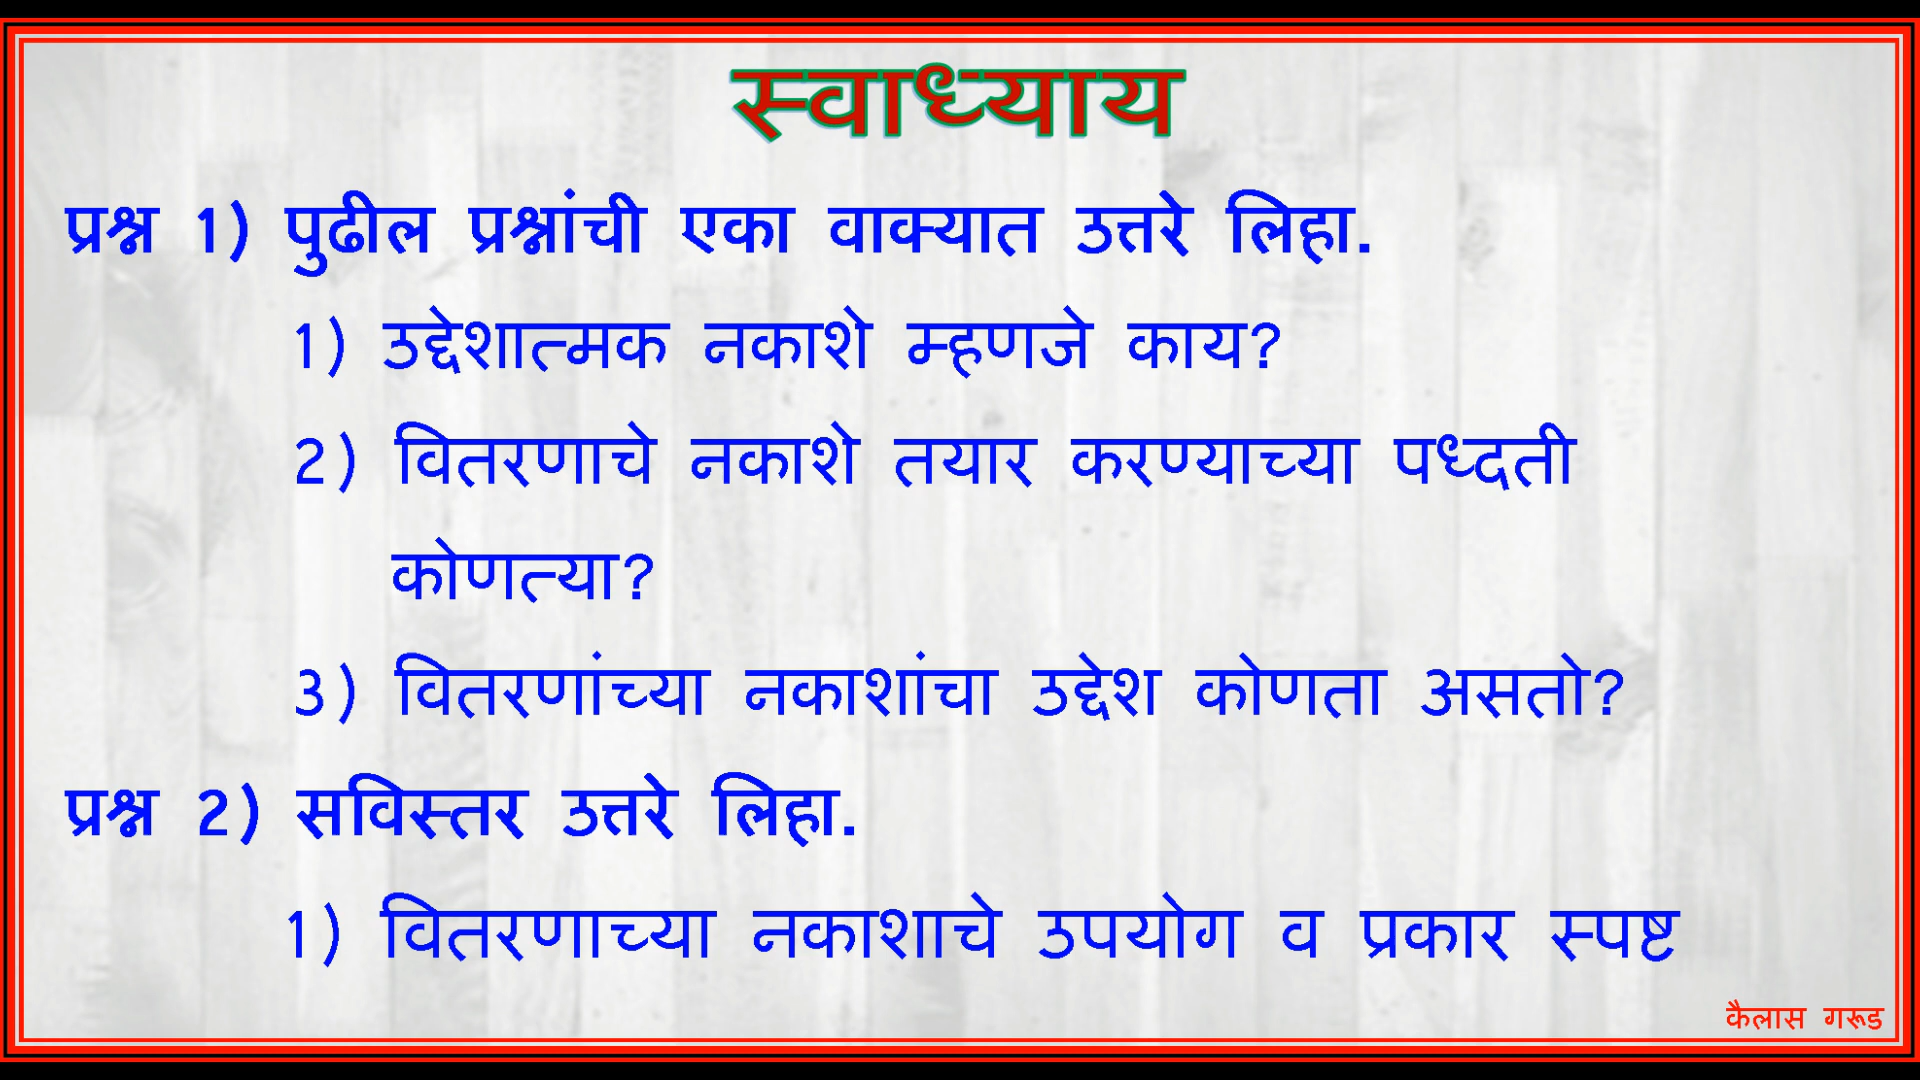 स्वाध्याय
प्रश्न 1) पुढील प्रश्नांची एका वाक्यात उत्तरे लिहा.
1) उद्देशात्मक नकाशे म्हणजे काय?
2) वितरणाचे नकाशे तयार करण्याच्या पध्दती
कोणत्या?
3) वितरणांच्या नकाशांचा उद्देश कोणता असतो?
प्रश्न 2) सविस्तर उत्तरे लिहा.
1) वितरणाच्या नकाशाचे उपयोग व प्रकार स्पष्ट
कैलास गरूड